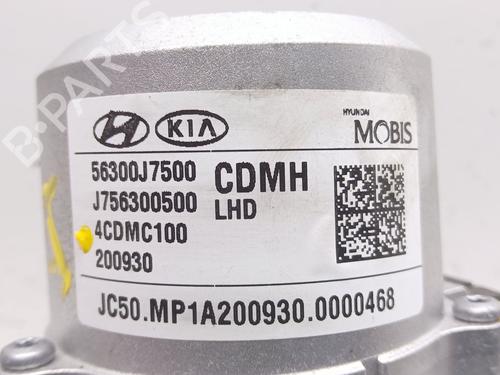 KIA
HYUNDAI
MOBIS
56300J7500 CDMH
J756300500 LHD
4CDMC100
200930
JC50.MP1A200930.0000468
B-PARTS